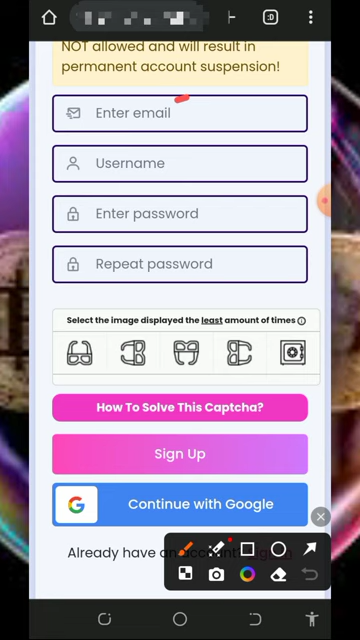 :D
NOT allowed and will result in
permanent account suspension!
Enter email
Username
Enter password
Repeat password
Select the image displayed the least amount of times
How To Solve This Captcha?
Sign Up
Continue with Google
Already have an account?